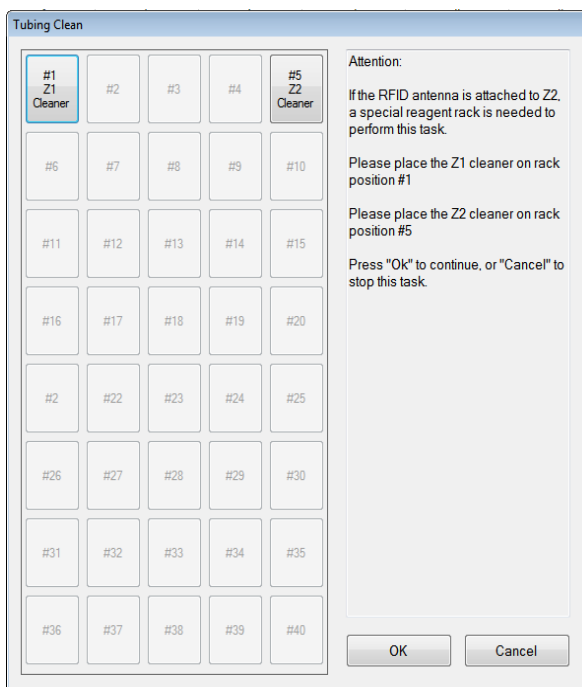 Tubing Clean
#1
Z1
Cleaner
#2
#3
#4
#5
Z2
Cleaner
#6
#7
#8
#9
#10
#11
#12
#13
#14
#15
#16
#17
#18
#19
#20
#2
#22
#23
#24
#25
#26
#27
#28
#29
#30
#31
#32
#33
#34
#35
#36
#37
#38
#39
#40
Attention:
If the RFID antenna is attached to Z2,
a special reagent rack is needed to
perform this task.
Please place the Z1 cleaner on rack
position #1
Please place the Z2 cleaner on rack
position #5
Press "Ok" to continue, or "Cancel" to
stop this task.
OK
Cancel